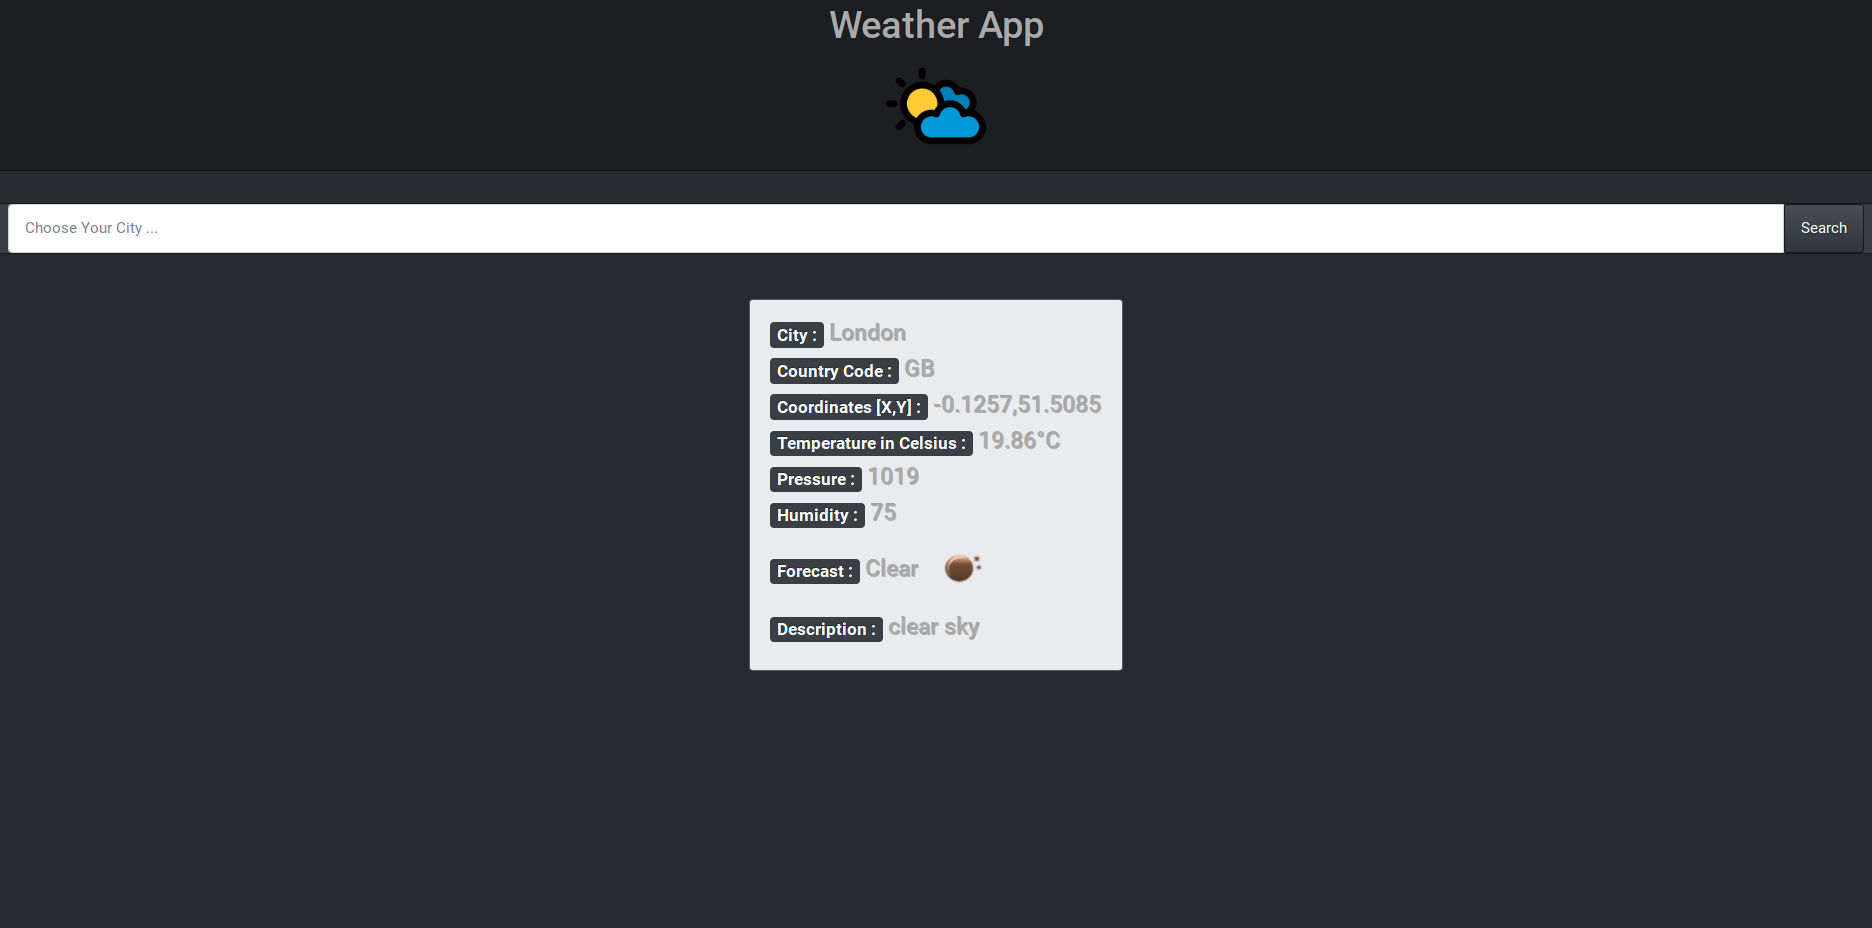 Weather App
Choose Your City ...
Search
City : London
Country Code : GB
Coordinates [X,Y] : -0.1257,51.5085
Temperature in Celsius : 19.86°C
Pressure : 1019
Humidity : 75
Forecast : Clear
Description : clear sky